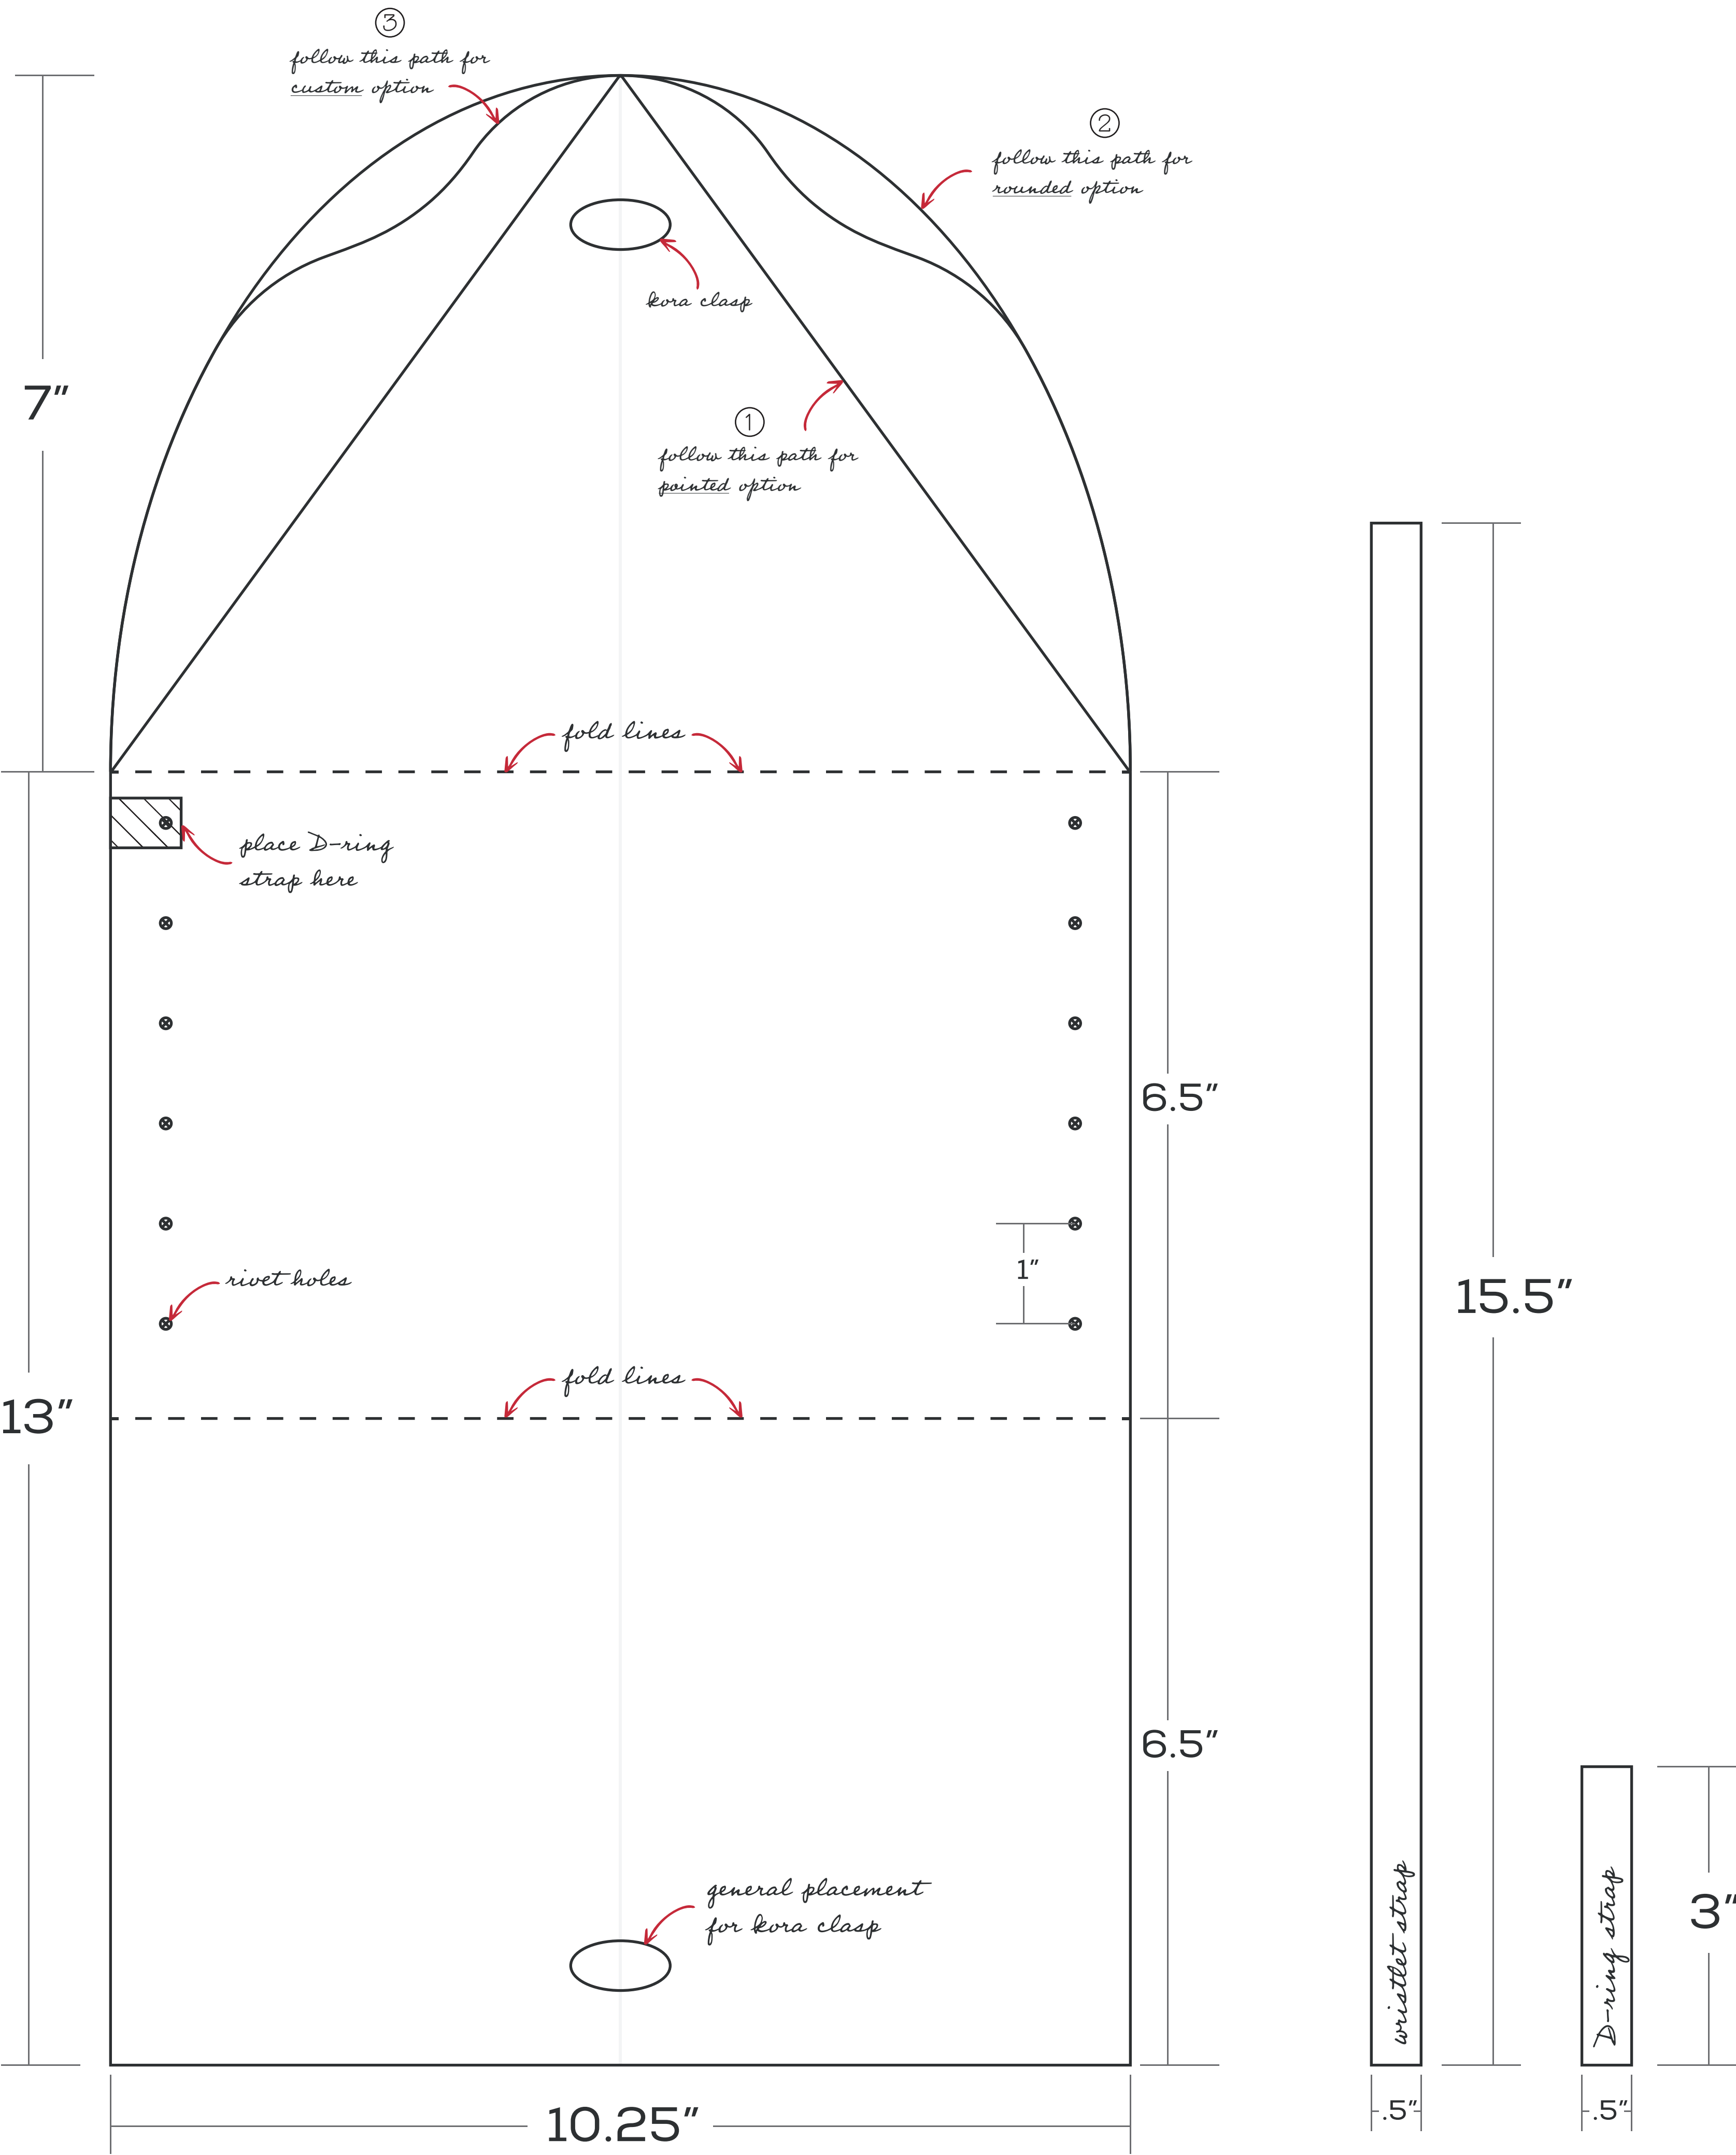 ③
follow this path for
custom option
②
follow this path for
rounded option
kora clasp
7”
①
follow this path for
pointed option
fold lines
place D-ring
strap here
6.5”
1”
rivet holes
15.5”
fold lines
13”
6.5”
general placement
for kora clasp
wristlet strap
D-ring strap
3”
10.25”
.5”
.5”